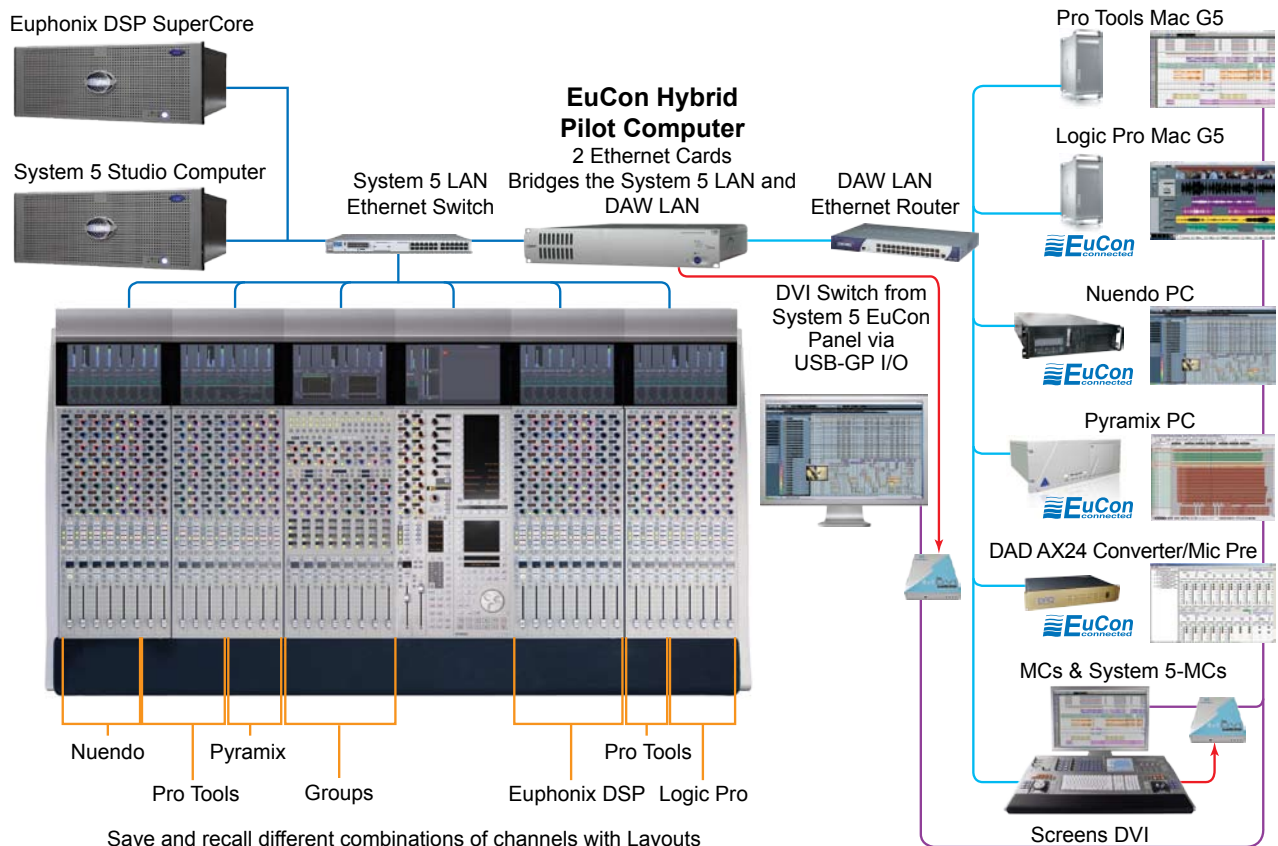 Euphonix DSP SuperCore
System 5 Studio Computer
System 5 LAN
Ethernet Switch
EuCon Hybrid
Pilot Computer
2 Ethernet Cards
Bridges the System 5 LAN and
DAW LAN
DAW LAN
Ethernet Router
DVI Switch from
System 5 EuCon
Panel via
USB-GP I/O
Pro Tools Mac G5
Logic Pro Mac G5
EuCon
connected
Nuendo PC
EuCon
connected
Pyramix PC
EuCon
connected
DAD AX24 Converter/Mic Pre
EuCon
connected
MCs & System 5-MCs
Screens DVI
Nuendo
Pro Tools
Pyramix
Groups
Euphonix DSP
Pro Tools
Logic Pro
Save and recall different combinations of channels with Layouts